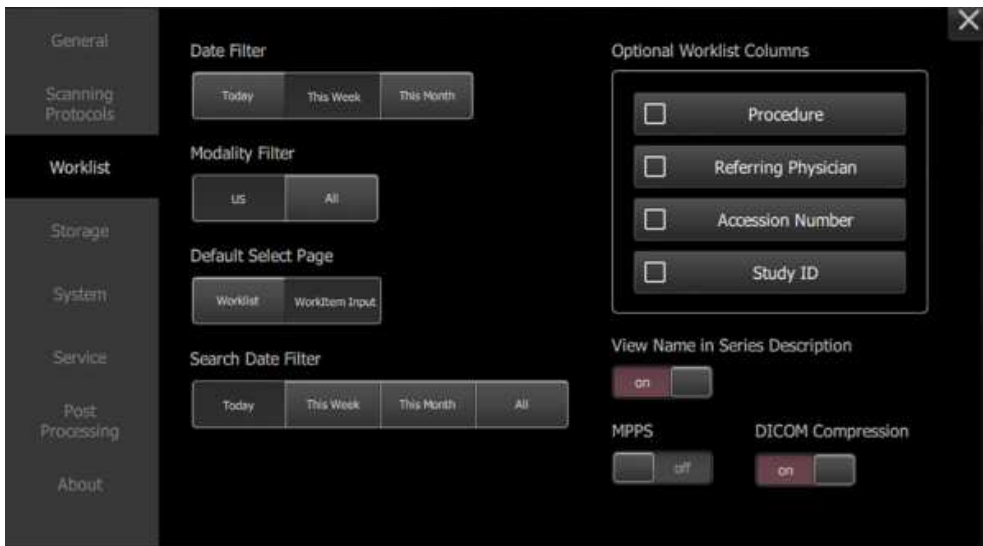 General
Scanning
Protocols
Worklist
Storage
System
Service
Post
Processing
About
Date Filter
Today This Week This Month
Modality Filter
US All
Default Select Page
Worklist WorkItem Input
Search Date Filter
Today This Week This Month All
Optional Worklist Columns
Procedure
Referring Physician
Accession Number
Study ID
View Name in Series Description
on
MPPS DICOM Compression
off on